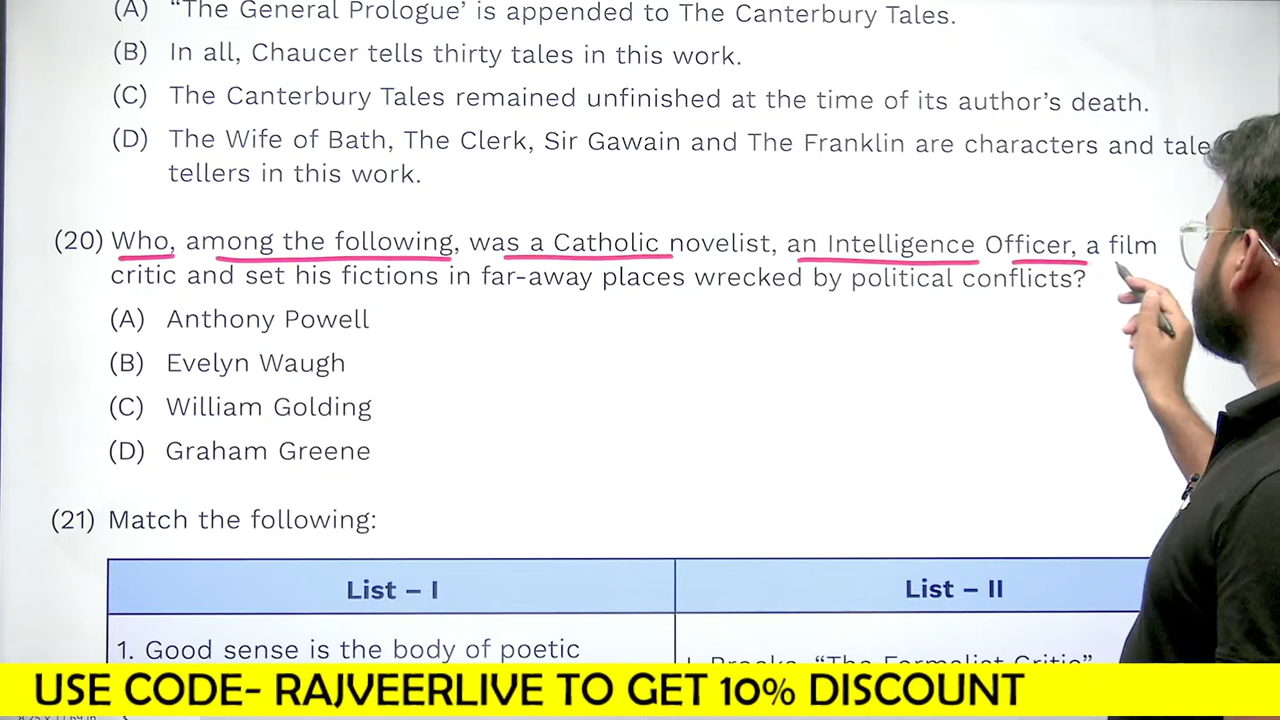 (A) “The General Prologue’ is appended to The Canterbury Tales.
(B) In all, Chaucer tells thirty tales in this work.
(C) The Canterbury Tales remained unfinished at the time of its author’s death.
(D) The Wife of Bath, The Clerk, Sir Gawain and The Franklin are characters and tale
tellers in this work.
(20) Who, among the following, was a Catholic novelist, an Intelligence Officer, a film
critic and set his fictions in far-away places wrecked by political conflicts?
(A) Anthony Powell
(B) Evelyn Waugh
(C) William Golding
(D) Graham Greene
(21) Match the following:
List – I
List – II
1. Good sense is the body of poetic
Brooks, “The Formalist Critic”
USE CODE- RAJVEERLIVE TO GET 10% DISCOUNT